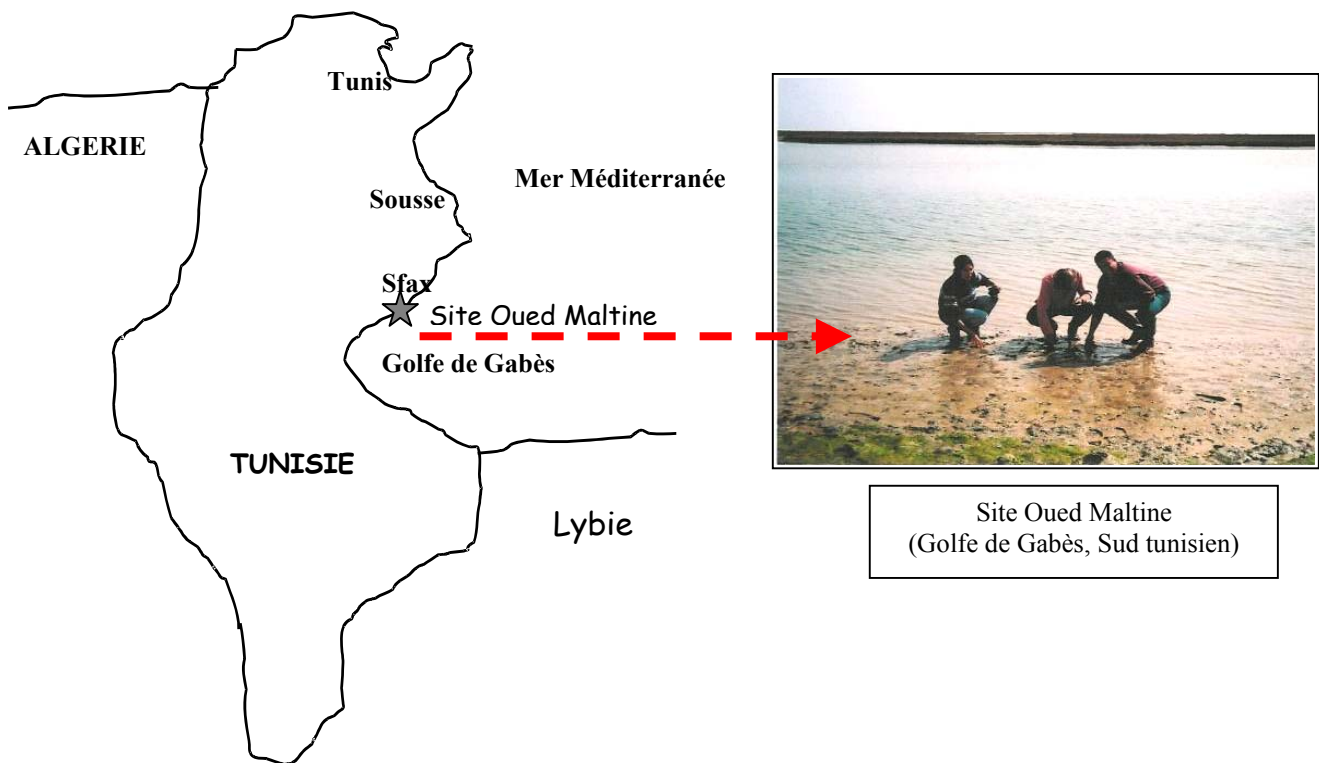 Tunis
ALGERIE
Mer Méditerranée
Sousse
Sfax
Site Oued Maltine
Golfe de Gabès
TUNISIE
Lybie
Site Oued Maltine
(Golfe de Gabès, Sud tunisien)